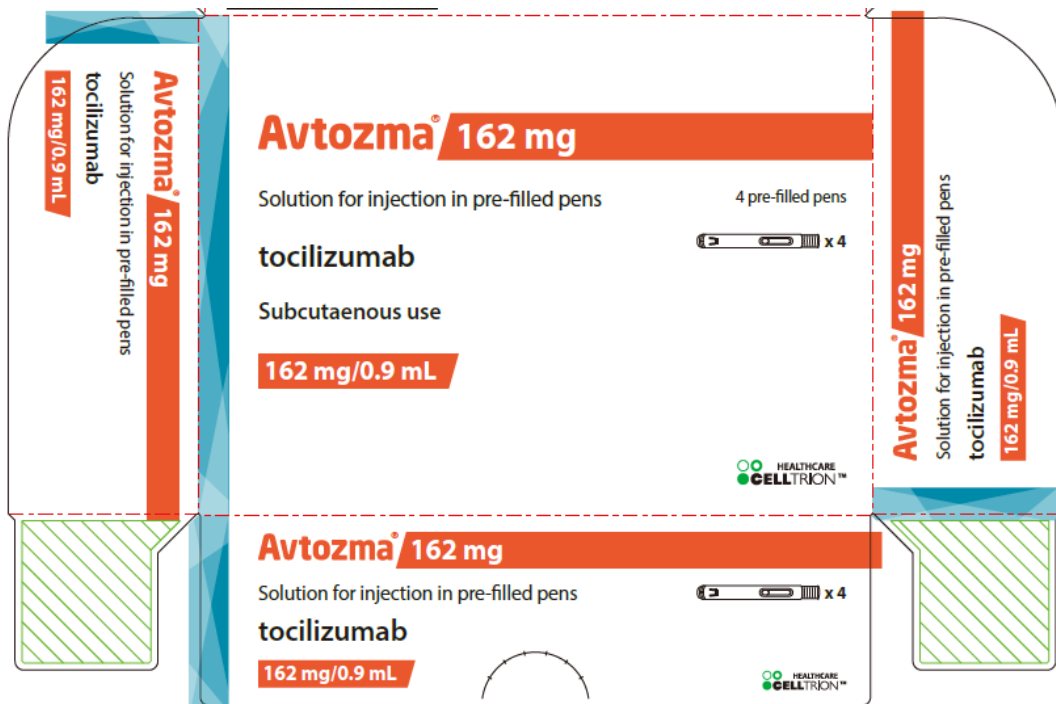 Avtozma® 162 mg
Solution for injection in pre-filled pens
tocilizumab
162 mg/0.9 mL
Avtozma® 162 mg
Solution for injection in pre-filled pens
4 pre-filled pens
x 4
tocilizumab
Subcutaenous use
162 mg/0.9 mL
HEALTHCARE
CELLTRION™
Avtozma® 162 mg
Solution for injection in pre-filled pens
tocilizumab
162 mg/0.9 mL
Avtozma® 162 mg
Solution for injection in pre-filled pens
x 4
tocilizumab
162 mg/0.9 mL
HEALTHCARE
CELLTRION™